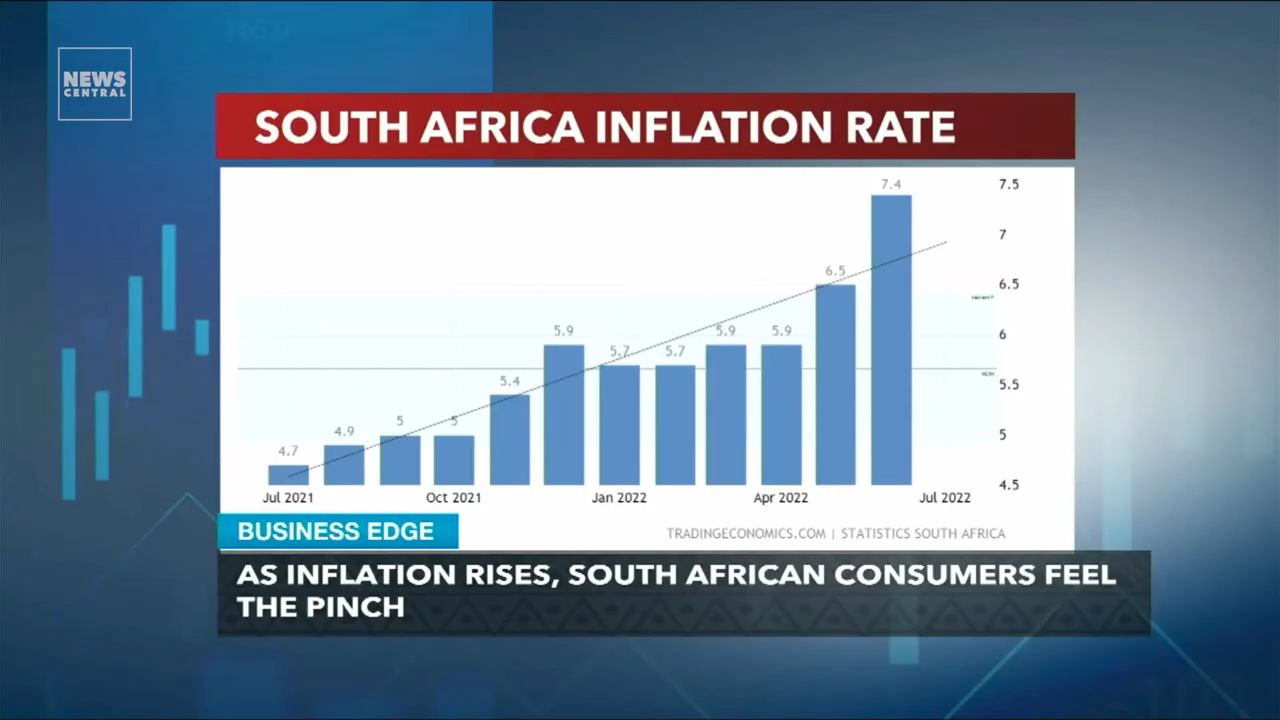 NEWS
CENTRAL
SOUTH AFRICA INFLATION RATE
7.5
7
6.5
6
5.5
5
4.5
4.7
4.9
5
5
5.4
5.9
5.7
5.7
5.9
5.9
6.5
7.4
Jul 2021
Oct 2021
Jan 2022
Apr 2022
Jul 2022
BUSINESS EDGE
TRADINGECONOMICS.COM | STATISTICS SOUTH AFRICA
AS INFLATION RISES, SOUTH AFRICAN CONSUMERS FEEL
THE PINCH